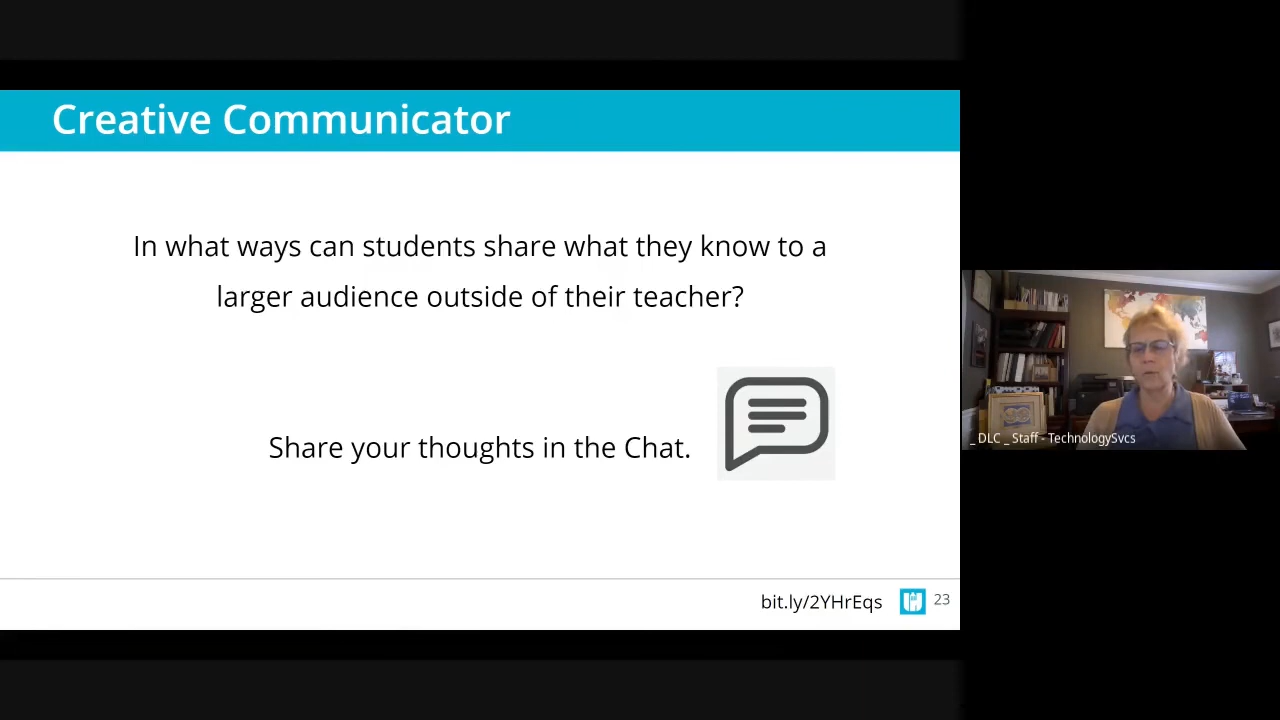 Creative Communicator
In what ways can students share what they know to a
larger audience outside of their teacher?
Share your thoughts in the Chat.
bit.ly/2YHrEqs
23
_ DLC _ Staff - TechnologySvcs